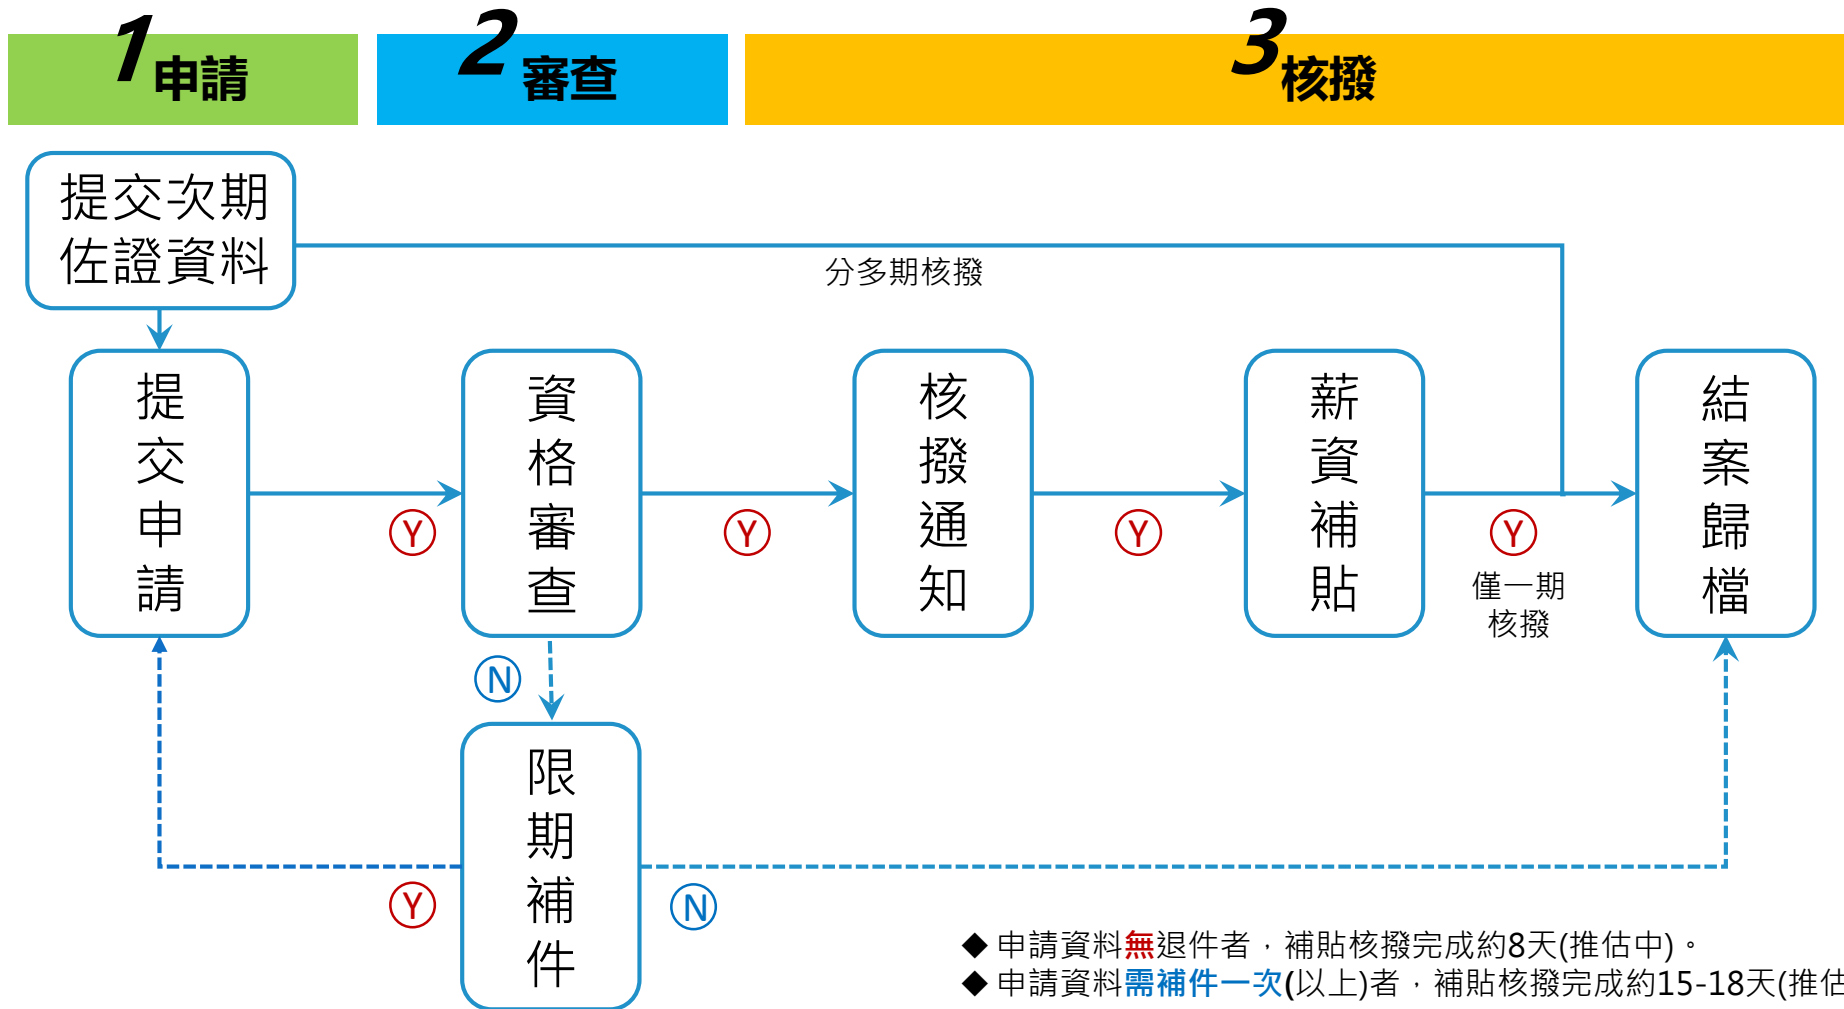 1 申請
2 審查
3 核撥
提交次期
佐證資料
分多期核撥
提交申請
資格審查
核撥通知
薪資補貼
結案歸檔
Y
Y
Y
Y
僅一期
核撥
N
限期補件
Y
N
◆ 申請資料無退件者，補貼核撥完成約8天(推估中)。
◆ 申請資料需補件一次(以上)者，補貼核撥完成約15-18天(推估